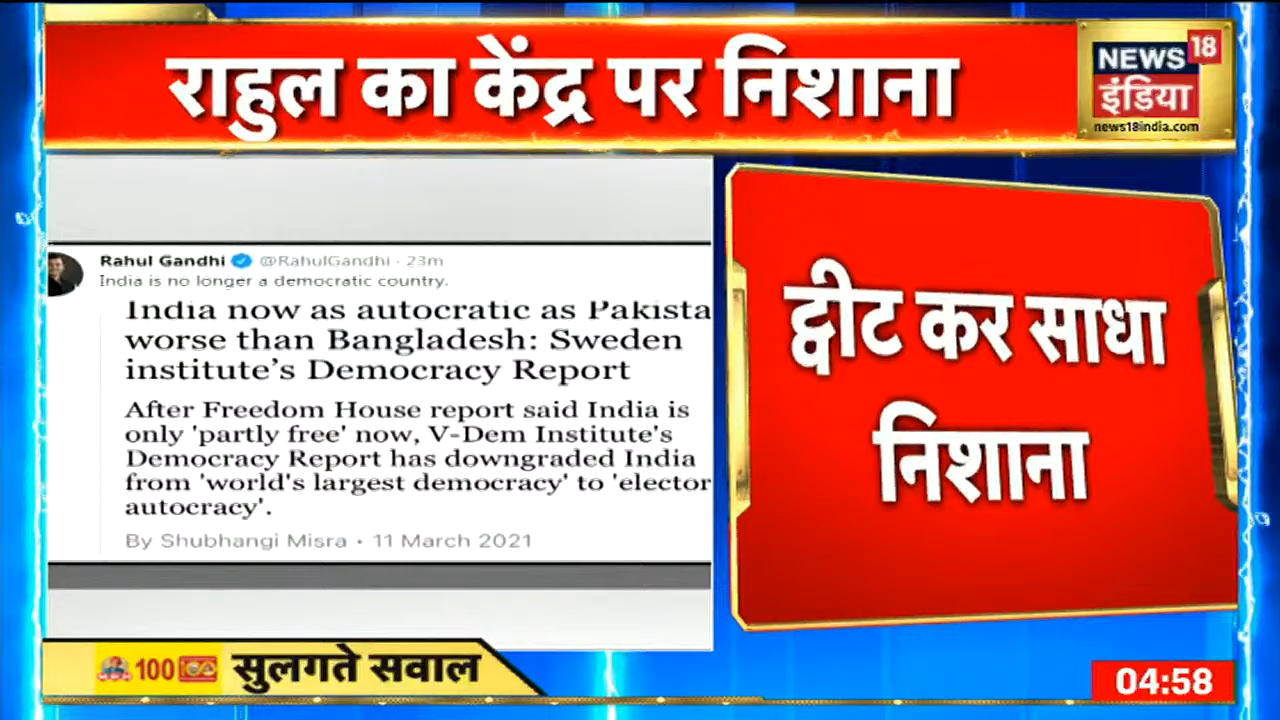 राहुल का केंद्र पर निशाना
NEWS 18
इंडिया
news18india.com
Rahul Gandhi @RahulGandhi · 23m
India is no longer a democratic country.
India now as autocratic as Pakista
worse than Bangladesh: Sweden
institute's Democracy Report
After Freedom House report said India is
only 'partly free' now, V-Dem Institute's
Democracy Report has downgraded India
from 'world's largest democracy' to 'elector
autocracy'.
By Shubhangi Misra • 11 March 2021
ट्वीट कर साधा
निशाना
100 सुलगते सवाल
04:58